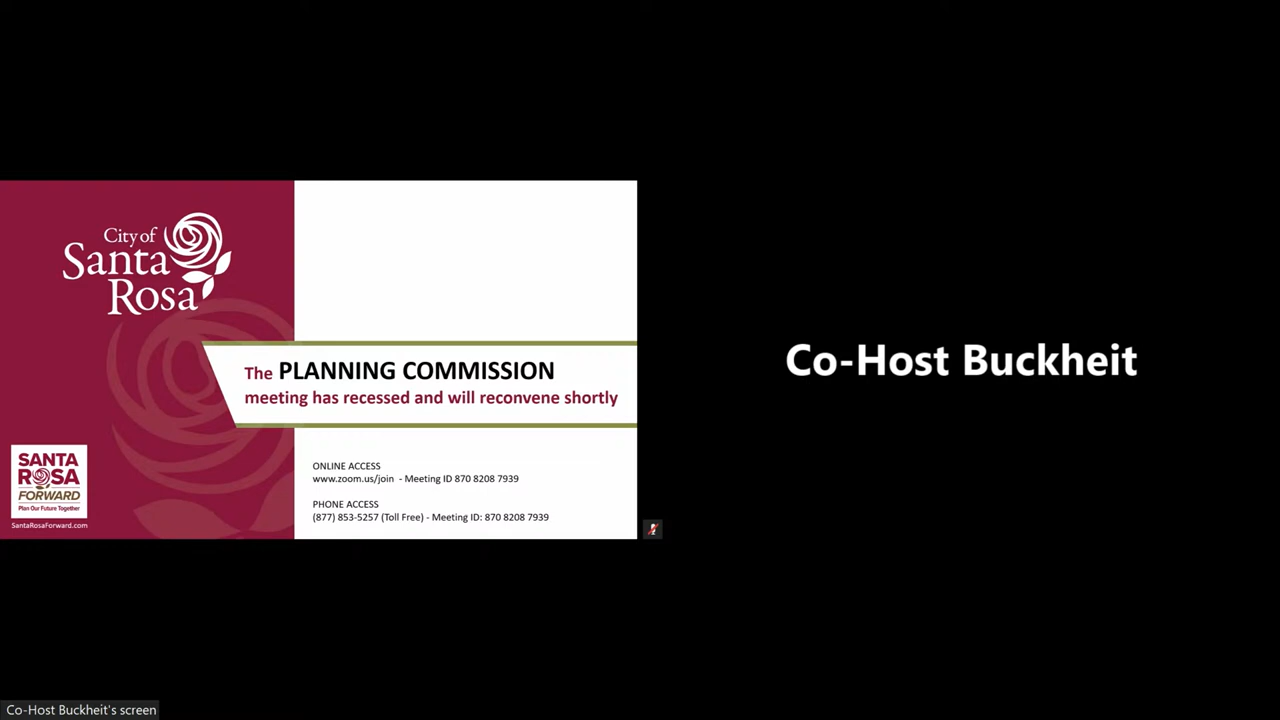 City of
Santa
Rosa
The PLANNING COMMISSION
meeting has recessed and will reconvene shortly
SANTA
ROSA
FORWARD
Plan Our Future Together
SantaRosaForward.com
ONLINE ACCESS
www.zoom.us/join - Meeting ID 870 8208 7939
PHONE ACCESS
(877) 853-5257 (Toll Free) - Meeting ID: 870 8208 7939
Co-Host Buckheit
Co-Host Buckheit's screen